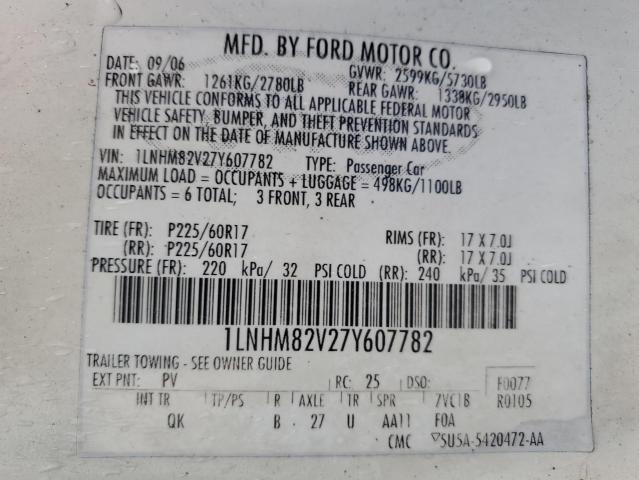 MFD. BY FORD MOTOR CO.
DATE: 09/06 GVWR: 2599KG/5730LB
FRONT GAWR: 1261KG/2780LB REAR GAWR: 1338KG/2950LB
THIS VEHICLE CONFORMS TO ALL APPLICABLE FEDERAL MOTOR
VEHICLE SAFETY, BUMPER, AND THEFT PREVENTION STANDARDS
IN EFFECT ON THE DATE OF MANUFACTURE SHOWN ABOVE.
VIN: 1LNHM82V27Y607782 TYPE: Passenger Car
MAXIMUM LOAD = OCCUPANTS + LUGGAGE = 498KG/1100LB
OCCUPANTS = 6 TOTAL; 3 FRONT, 3 REAR
TIRE (FR): P225/60R17 RIMS (FR): 17 X 7.0J
(RR): P225/60R17 (RR): 17 X 7.0J
PRESSURE (FR): 220 kPa/ 32 PSI COLD (RR): 240 kPa/ 35 PSI COLD
1LNHM82V27Y607782
TRAILER TOWING - SEE OWNER GUIDE
EXT PNT: PV RC: 25 DSO: F0077
INT TR TP/PS R AXLE TR SPR 7VC1B R0105
QK B 27 U AA11 FOA
CMC ▽5U5A-5420472-AA